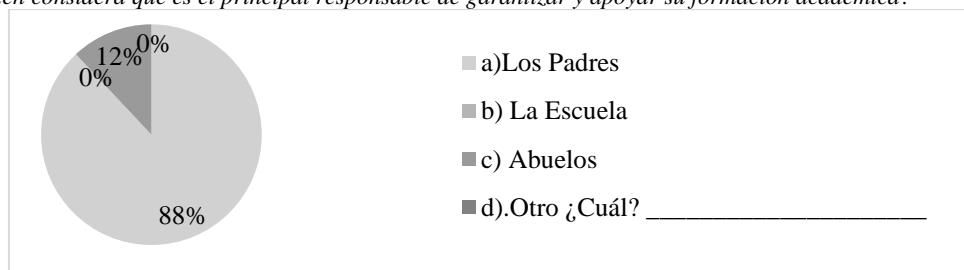 considera que es el principal responsable de garantizar y apoyar su formación académica?
0%
12%
0%
88%
a)Los Padres
b) La Escuela
c) Abuelos
d).Otro ¿Cuál? ______________________